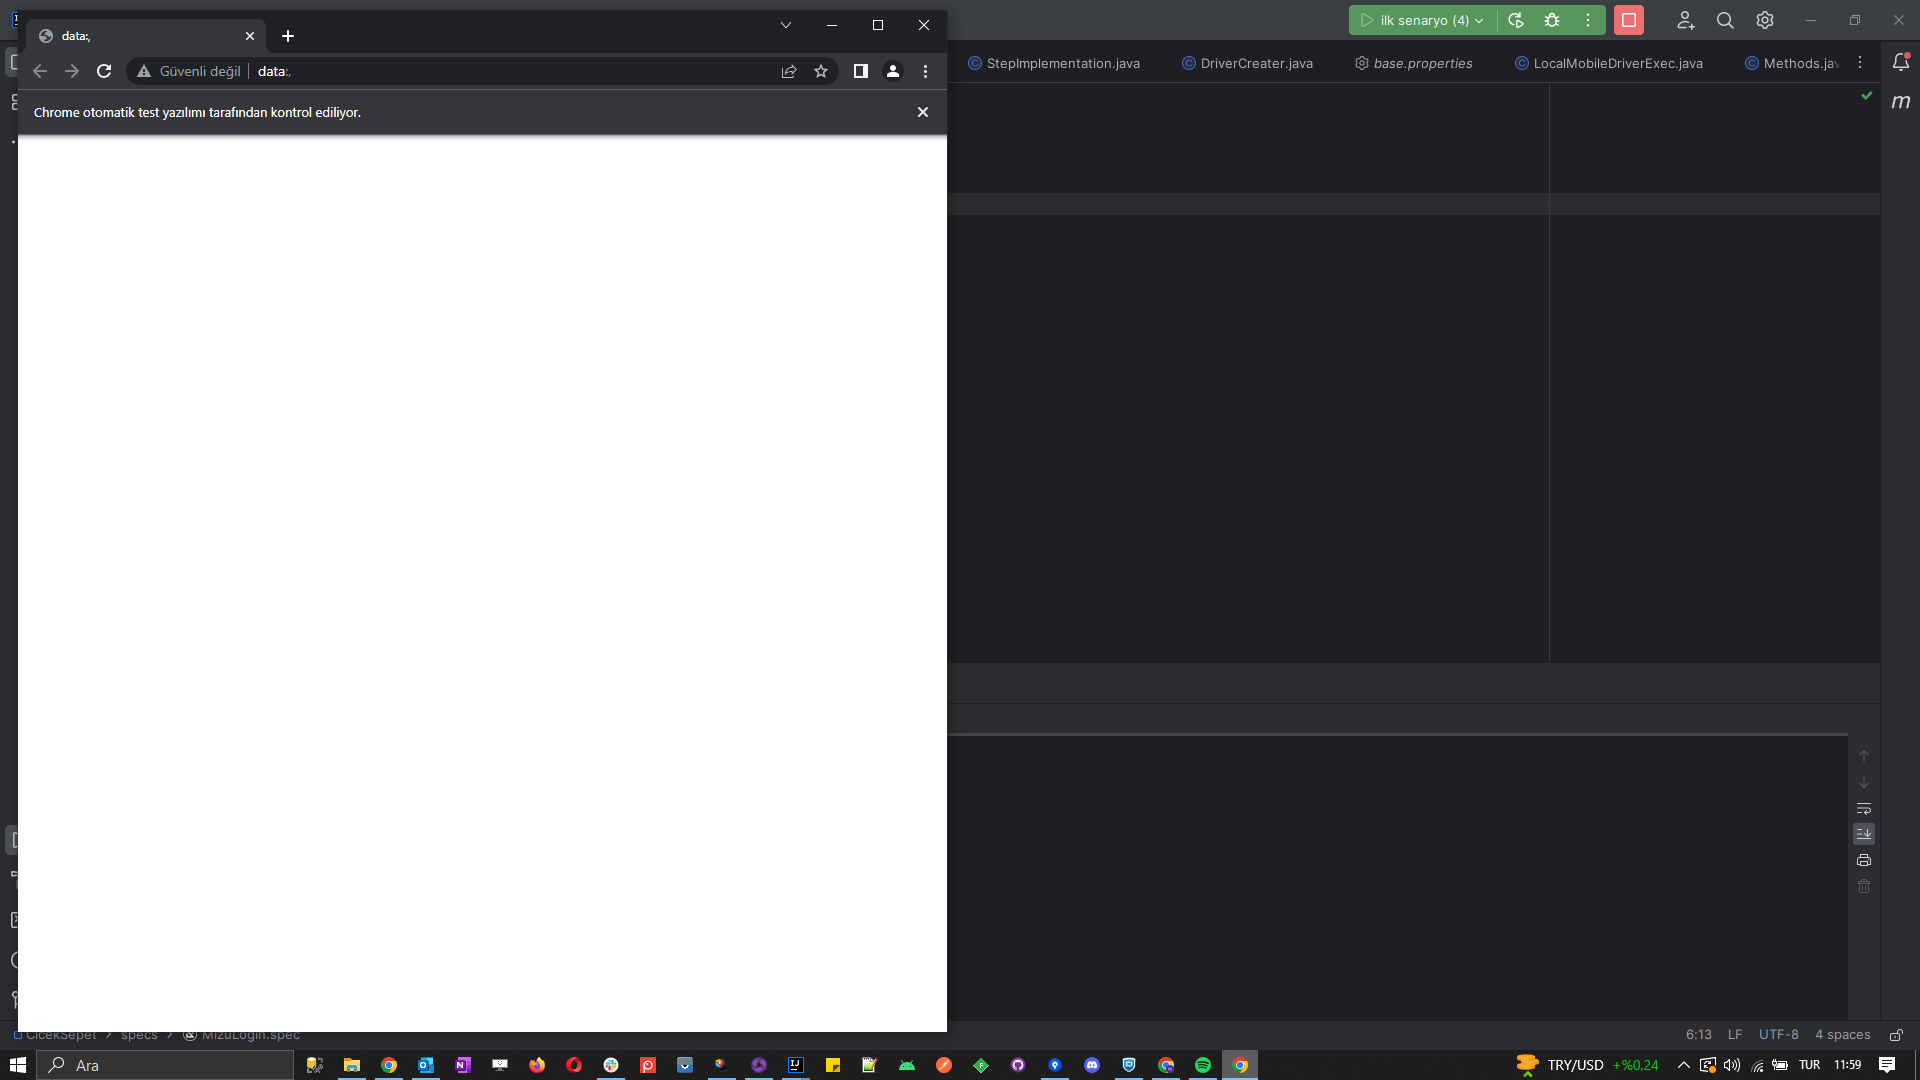 data:,
Güvenli değil
data:,
Chrome otomatik test yazılımı tarafından kontrol ediliyor.
ilk senaryo (4)
StepImplementation.java
DriverCreater.java
base.properties
LocalMobileDriverExec.java
Methods.jav
m
CicekSepet > specs > MizuLogin.spec
6:13 LF UTF-8 4 spaces
Ara
TRY/USD +%0,24
TUR
11:59